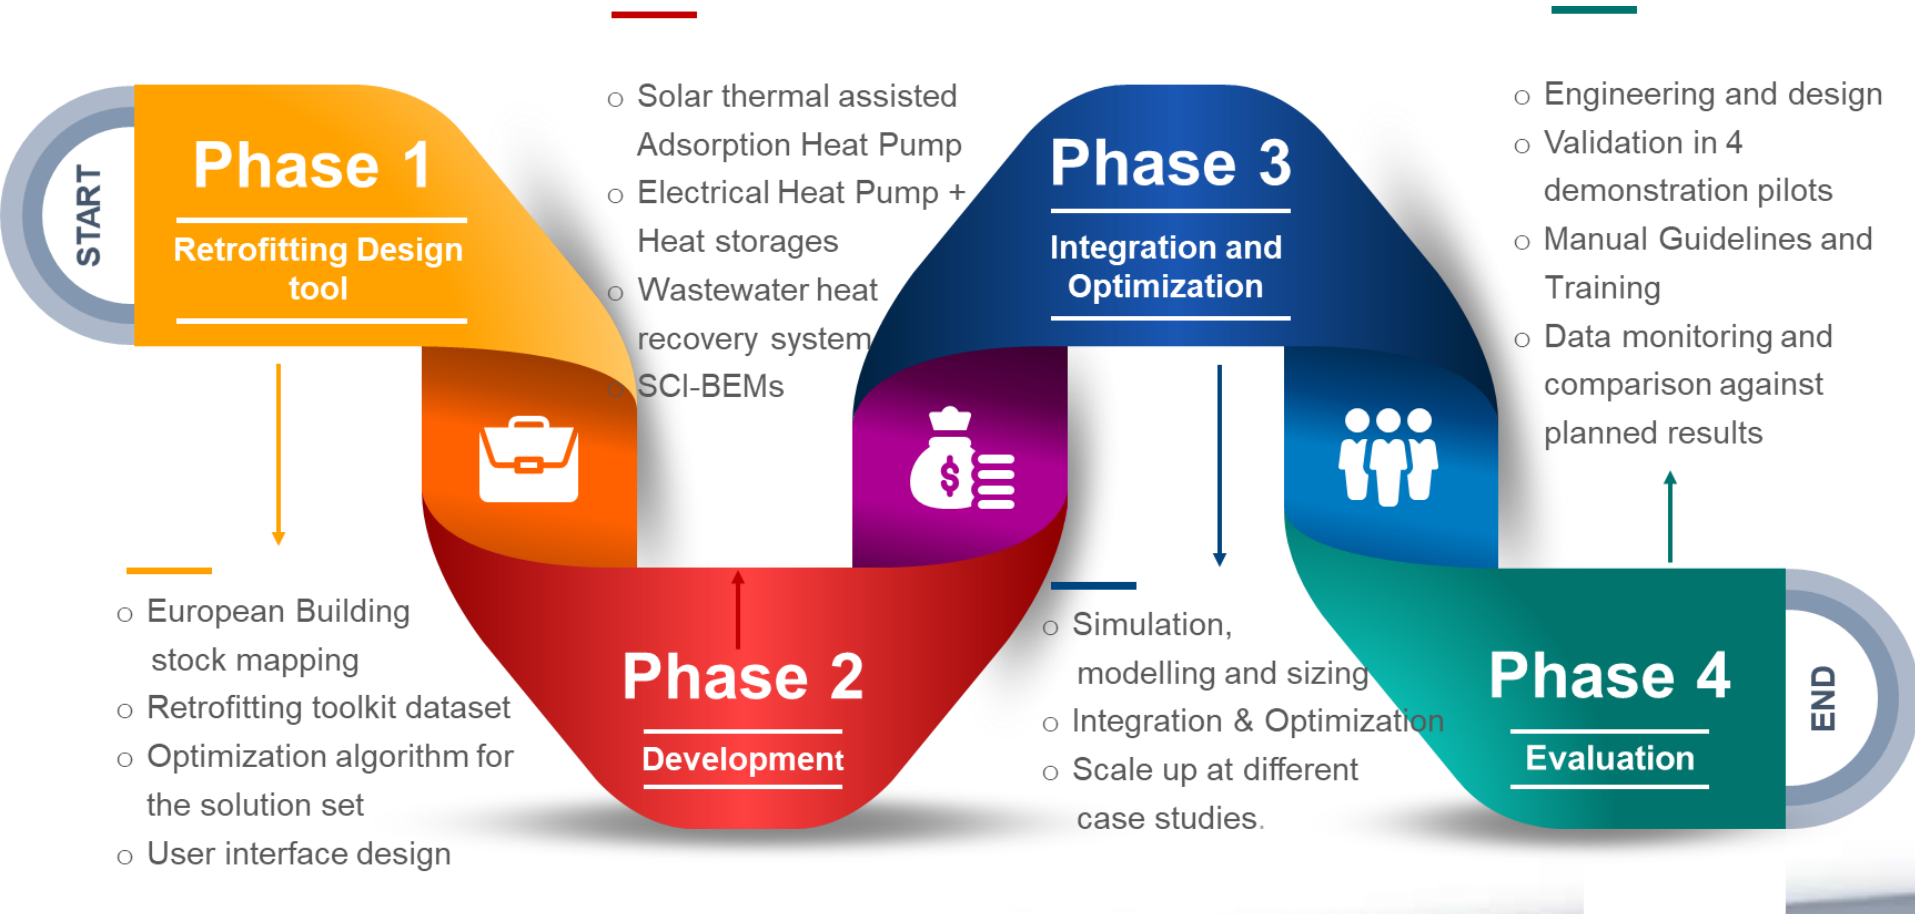 START
Phase 1
Retrofitting Design
tool
○ European Building
stock mapping
○ Retrofitting toolkit dataset
○ Optimization algorithm for
the solution set
○ User interface design
○ Solar thermal assisted
Adsorption Heat Pump
○ Electrical Heat Pump +
Heat storages
○ Wastewater heat
recovery system
○ SCI-BEMs
$
Phase 2
Development
Phase 3
Integration and
Optimization
○ Simulation,
modelling and sizing
○ Integration & Optimization
○ Scale up at different
case studies.
○ Engineering and design
○ Validation in 4
demonstration pilots
○ Manual Guidelines and
Training
○ Data monitoring and
comparison against
planned results
Phase 4
Evaluation
END